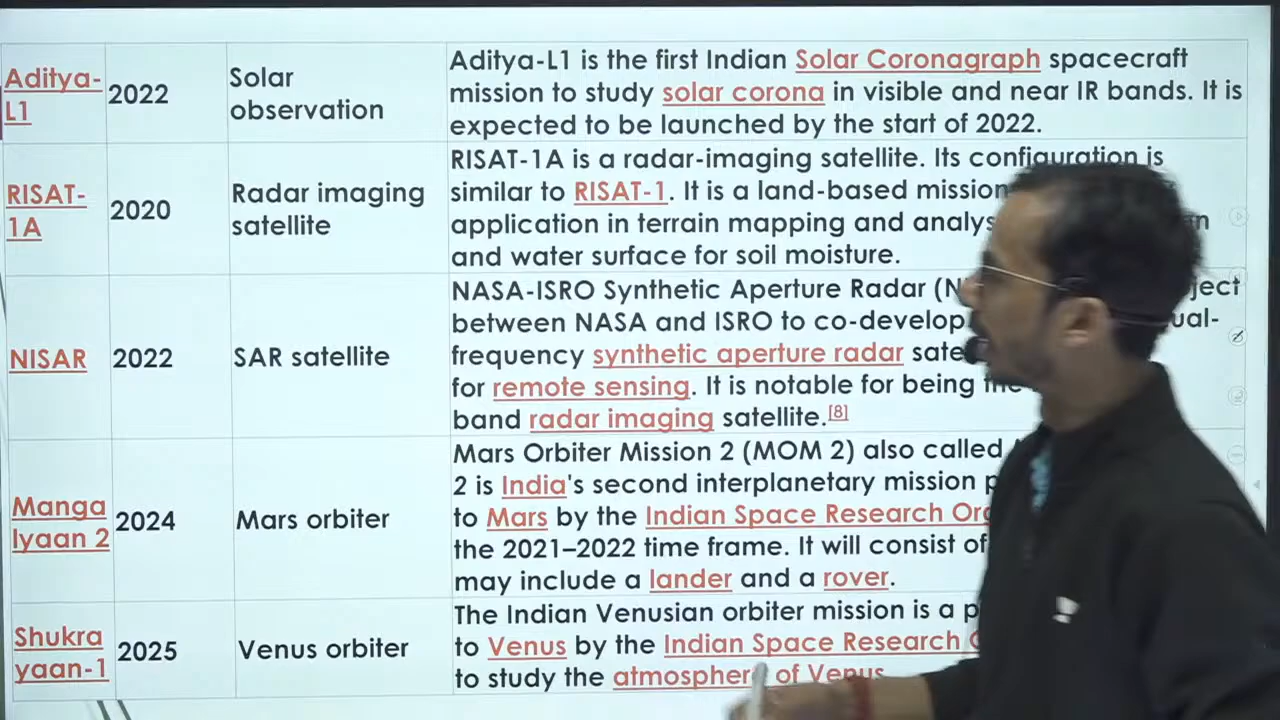 Aditya-
L1
2022
Solar
observation
Aditya-L1 is the first Indian Solar Coronagraph spacecraft
mission to study solar corona in visible and near IR bands. It is
expected to be launched by the start of 2022.
RISAT-
1A
2020
Radar imaging
satellite
RISAT-1A is a radar-imaging satellite. Its configuration is
similar to RISAT-1. It is a land-based mission
application in terrain mapping and
and water surface for soil moisture.
NISAR
2022
SAR satellite
NASA-ISRO Synthetic Aperture Radar
between NASA and ISRO to co-develop
frequency synthetic aperture radar
for remote sensing. It is notable for being the
band radar imaging satellite.[8]
Manga
lyaan 2
2024
Mars orbiter
Mars Orbiter Mission 2 (MOM 2) also called
2 is India's second interplanetary mission
to Mars by the Indian Space Research
the 2021–2022 time frame. It will consist of
may include a lander and a rover.
Shukra
yaan-1
2025
Venus orbiter
The Indian Venusian orbiter mission is a
to Venus by the Indian Space Research
to study the atmosphere of Venus.